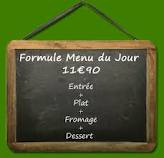 Formule Menu du Jour
11€90
Entrée
+
Plat
+
Fromage
+
Dessert